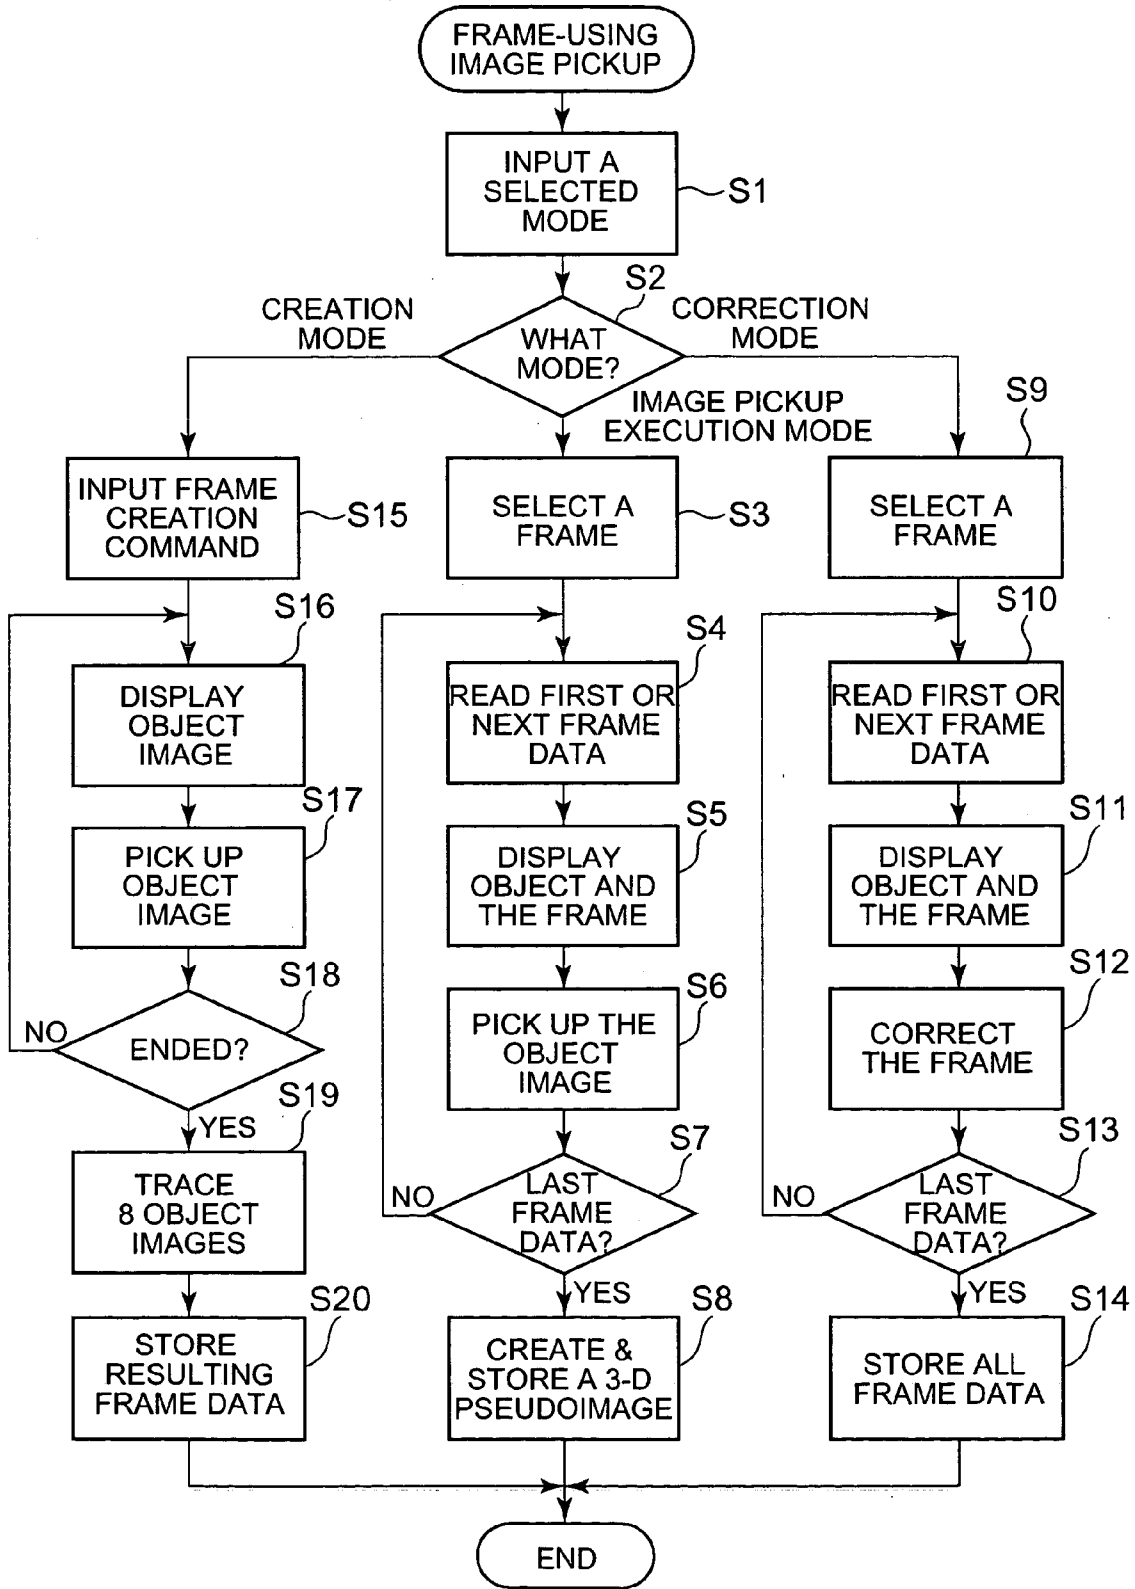 FRAME-USING
IMAGE PICKUP
INPUT A
SELECTED
MODE
S1
S2
WHAT
MODE?
CREATION
MODE
CORRECTION
MODE
IMAGE PICKUP
EXECUTION MODE
INPUT FRAME
CREATION
COMMAND
S15
S16
DISPLAY
OBJECT
IMAGE
S17
PICK UP
OBJECT
IMAGE
S18
ENDED?
NO
YES
S19
TRACE
8 OBJECT
IMAGES
S20
STORE
RESULTING
FRAME DATA
SELECT A
FRAME
S3
S4
READ FIRST OR
NEXT FRAME
DATA
S5
DISPLAY
OBJECT AND
THE FRAME
S6
PICK UP THE
OBJECT
IMAGE
S7
LAST
FRAME
DATA?
NO
YES
S8
CREATE &
STORE A 3-D
PSEUDOIMAGE
S9
SELECT A
FRAME
S10
READ FIRST OR
NEXT FRAME
DATA
S11
DISPLAY
OBJECT AND
THE FRAME
S12
CORRECT
THE FRAME
S13
LAST
FRAME
DATA?
NO
YES
S14
STORE ALL
FRAME DATA
END